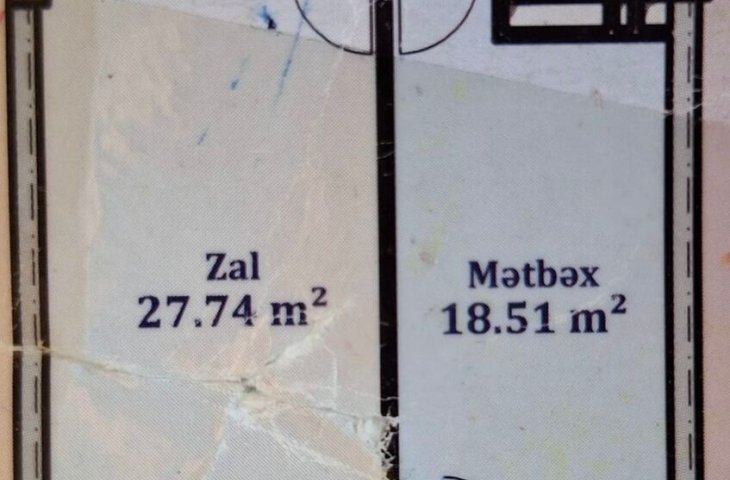 Zal
27.74 m²
Mətbəx
18.51 m²